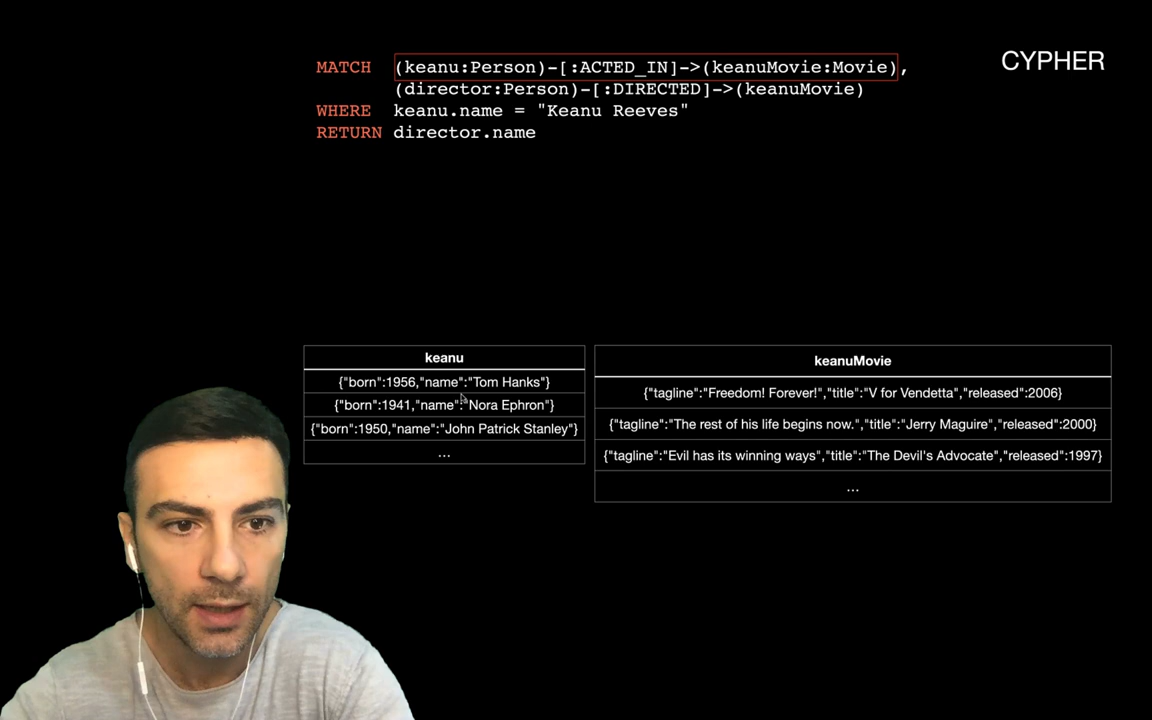 MATCH (keanu:Person)-[:ACTED_IN]->(keanuMovie:Movie),
(director:Person)-[:DIRECTED]->(keanuMovie)
WHERE keanu.name = "Keanu Reeves"
RETURN director.name
CYPHER
keanu
{"born":1956,"name":"Tom Hanks"}
{"born":1941,"name":"Nora Ephron"}
{"born":1950,"name":"John Patrick Stanley"}
...
keanuMovie
{"tagline":"Freedom! Forever!","title":"V for Vendetta","released":2006}
{"tagline":"The rest of his life begins now.","title":"Jerry Maguire","released":2000}
{"tagline":"Evil has its winning ways","title":"The Devil's Advocate","released":1997}
...